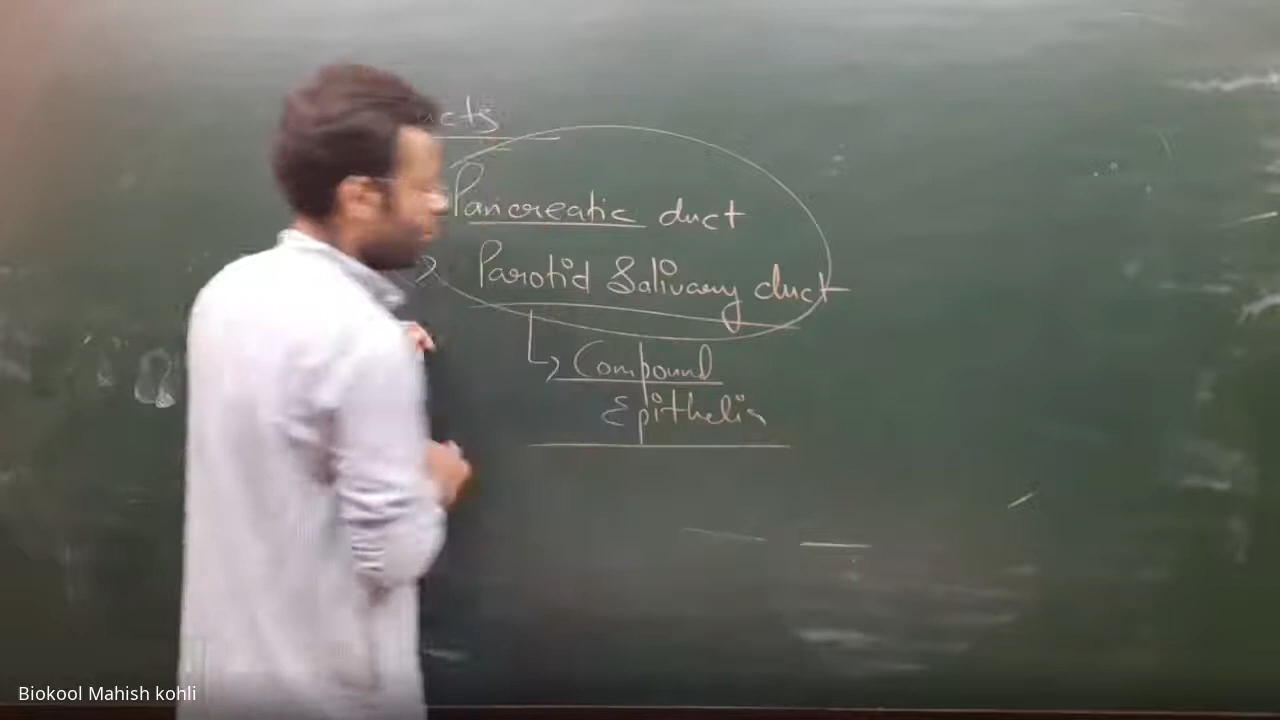 Pancreatic duct
Parotid Salivary duct
Compound
Epithelia
Biokool Mahish kohli